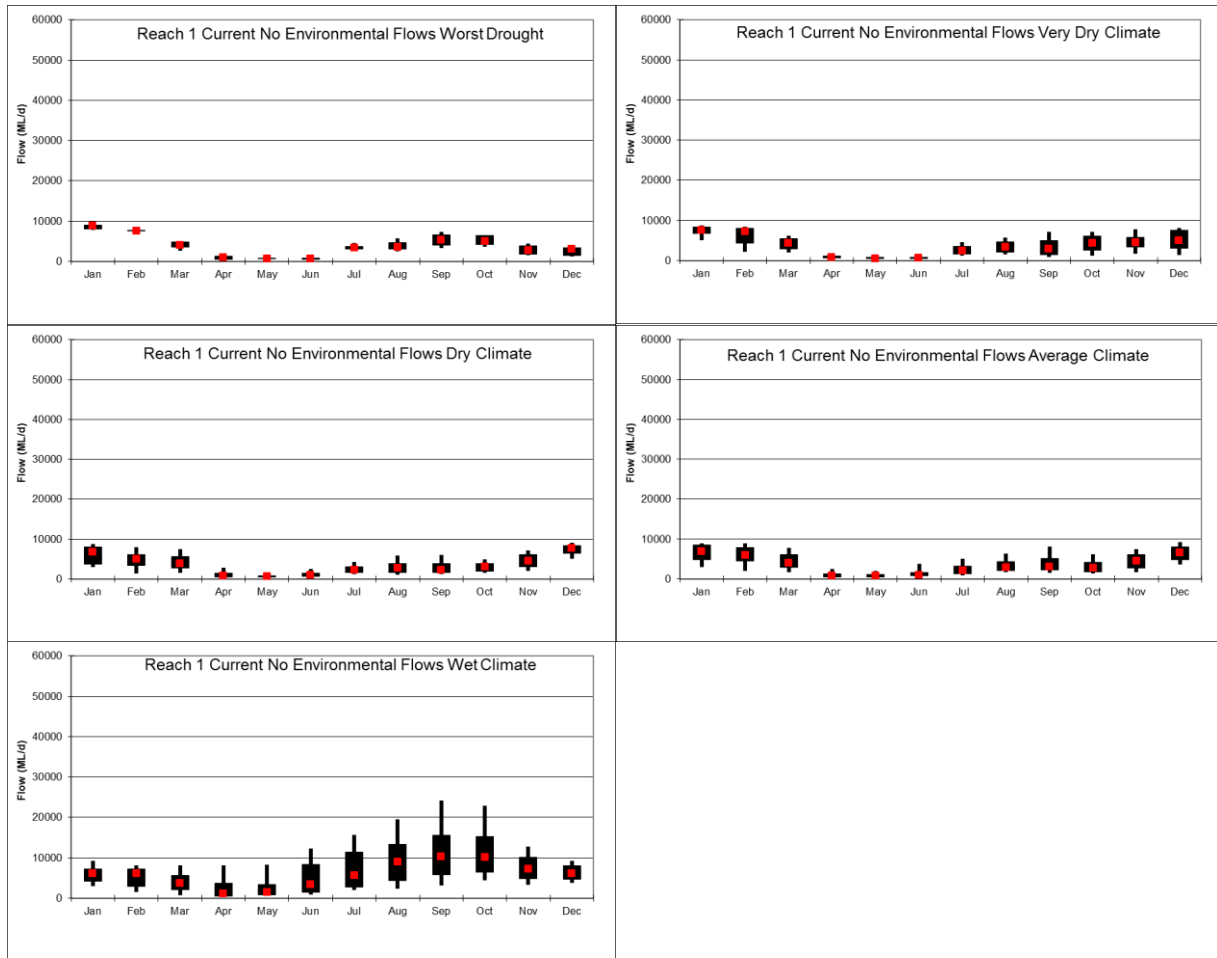 Reach 1 Current No Environmental Flows Worst Drought
60000
50000
40000
30000
20000
10000
0
Flow (ML/d)
Jan Feb Mar Apr May Jun Jul Aug Sep Oct Nov Dec
Reach 1 Current No Environmental Flows Very Dry Climate
60000
50000
40000
30000
20000
10000
0
Flow (ML/d)
Jan Feb Mar Apr May Jun Jul Aug Sep Oct Nov Dec
Reach 1 Current No Environmental Flows Dry Climate
60000
50000
40000
30000
20000
10000
0
Flow (ML/d)
Jan Feb Mar Apr May Jun Jul Aug Sep Oct Nov Dec
Reach 1 Current No Environmental Flows Average Climate
60000
50000
40000
30000
20000
10000
0
Flow (ML/d)
Jan Feb Mar Apr May Jun Jul Aug Sep Oct Nov Dec
Reach 1 Current No Environmental Flows Wet Climate
60000
50000
40000
30000
20000
10000
0
Flow (ML/d)
Jan Feb Mar Apr May Jun Jul Aug Sep Oct Nov Dec